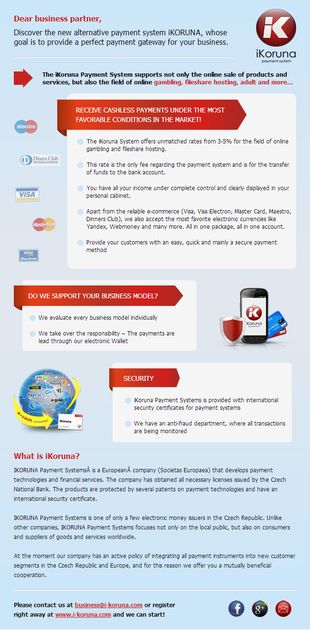 Dear business partner,
Discover the new alternative payment system iKORUNA, whose
goal is to provide a perfect payment gateway for your business.
iKoruna
payment system
The iKoruna Payment System supports not only the online sale of products and
services, but also the field of online gambling, fileshare hosting, adult and more...
RECEIVE CASHLESS PAYMENTS UNDER THE MOST
FAVORABLE CONDITIONS IN THE MARKET!
Maestro
Diners Club
INTERNATIONAL
VISA
MasterCard
VISA
Electron
The iKoruna System offers unmatched rates from 3-5% for the field of online
gambling and fileshare hosting.
This rate is the only fee regarding the payment system and is for the transfer
of funds to the bank account.
You have all your income under complete control and clearly displayed in your
personal cabinet.
Apart from the reliable e-commerce (Visa, Visa Electron, Master Card, Maestro,
Dinners Club), we also accept the most favorite electronic currencies like
Yandex, Webmoney and many more. All in one package, all in one account.
Provide your customers with an easy, quick and mainly a secure payment
method
DO WE SUPPORT YOUR BUSINESS MODEL?
We evaluate every business model individually
We take over the responsibility – The payments are
lead through our electronic Wallet
iKoruna
SECURITY
iKoruna Payment Systems is provided with international
security certificates for payment systems
We have an anti-fraud department, where all transactions
are being monitored
What is iKoruna?
IKORUNA Payment SystemsÂ is a EuropeanÂ company (Societas Europaea) that develops payment
technologies and financial services. The company has obtained all necessary licenses issued by the Czech
National Bank. The products are protected by several patents on payment technologies and have an
international security certificate.
IKORUNA Payment Systems is one of only a few electronic money issuers in the Czech Republic. Unlike
other companies, IKORUNA Payment Systems focuses not only on the local public, but also on consumers
and suppliers of goods and services worldwide.
At the moment our company has an active policy of integrating all payment instruments into new customer
segments in the Czech Republic and Europe, and for this reason we offer you a mutually beneficial
cooperation.
Please contact us at business@i-koruna.com or register
right away at www.i-koruna.com and we can start!